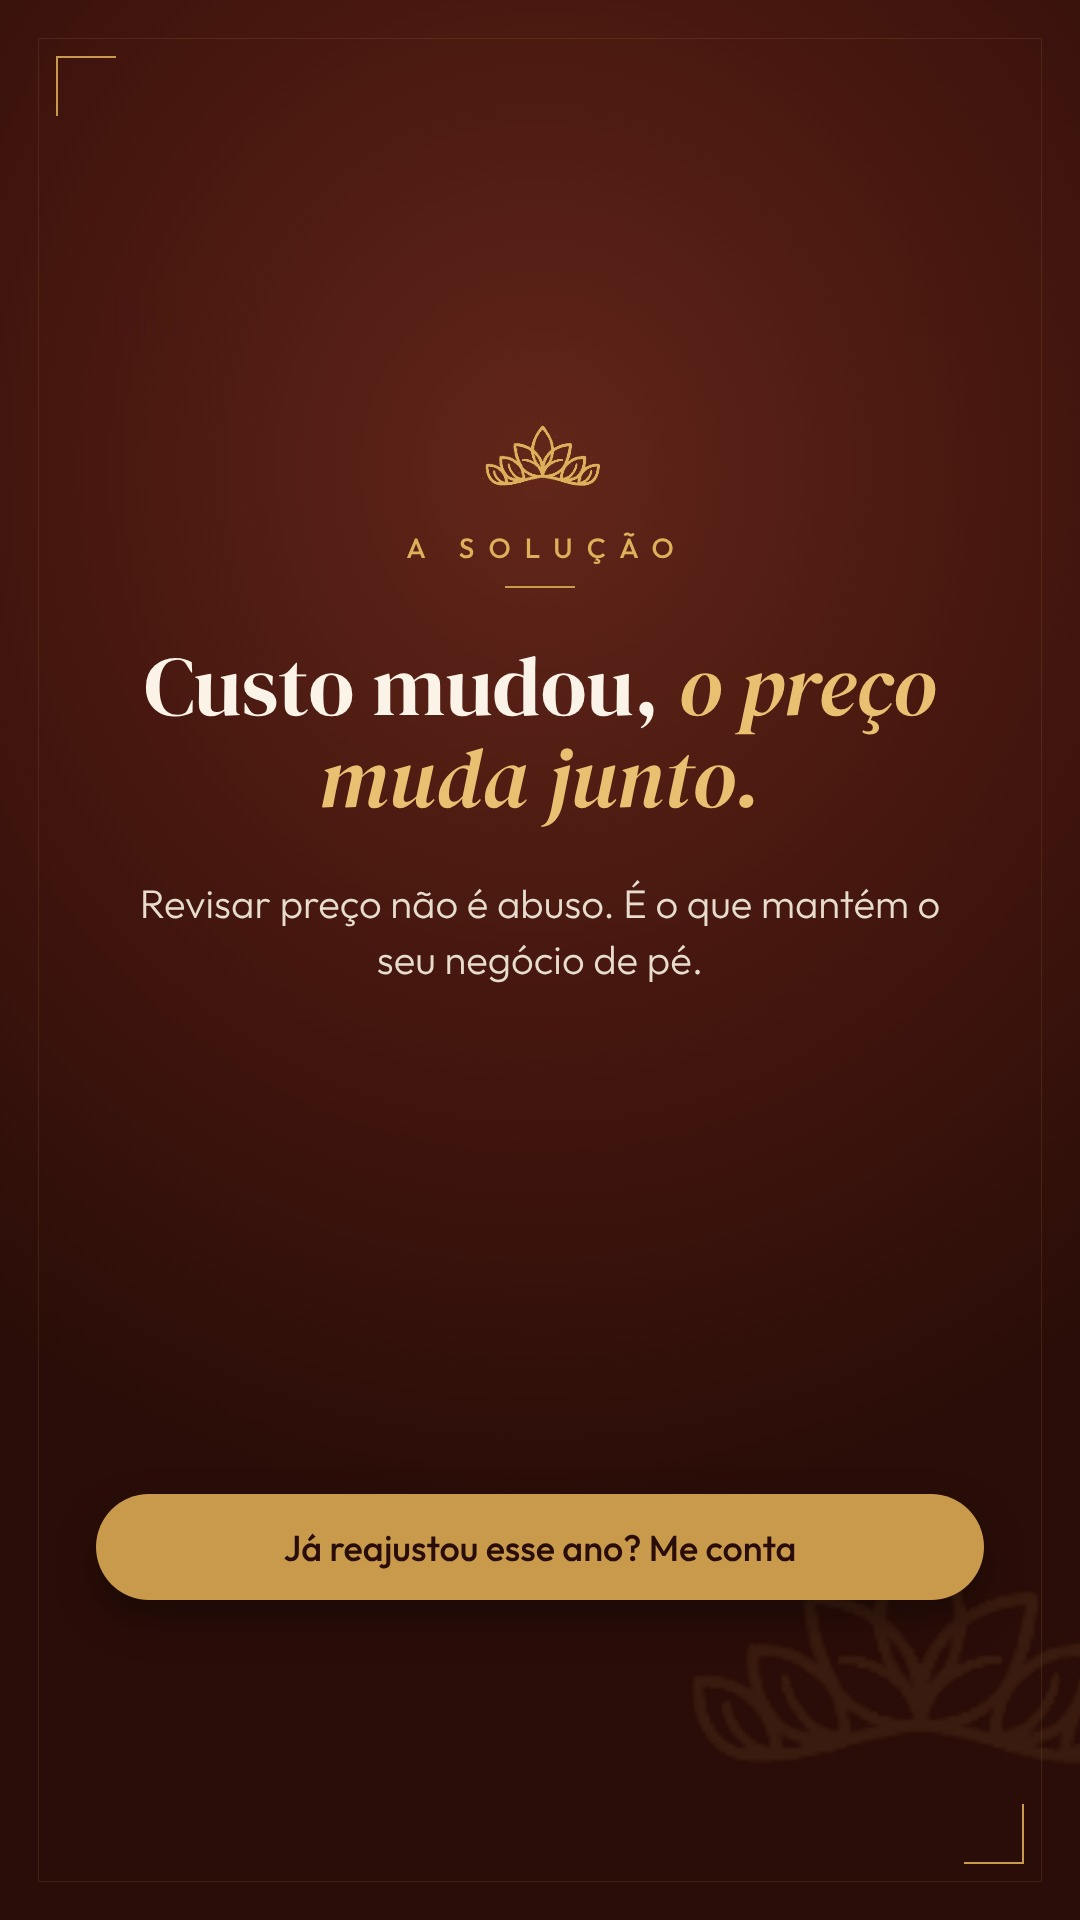 A SOLUÇÃO
Custo mudou, o preço
muda junto.
Revisar preço não é abuso. É o que mantém o
seu negócio de pé.
Já reajustou esse ano? Me conta